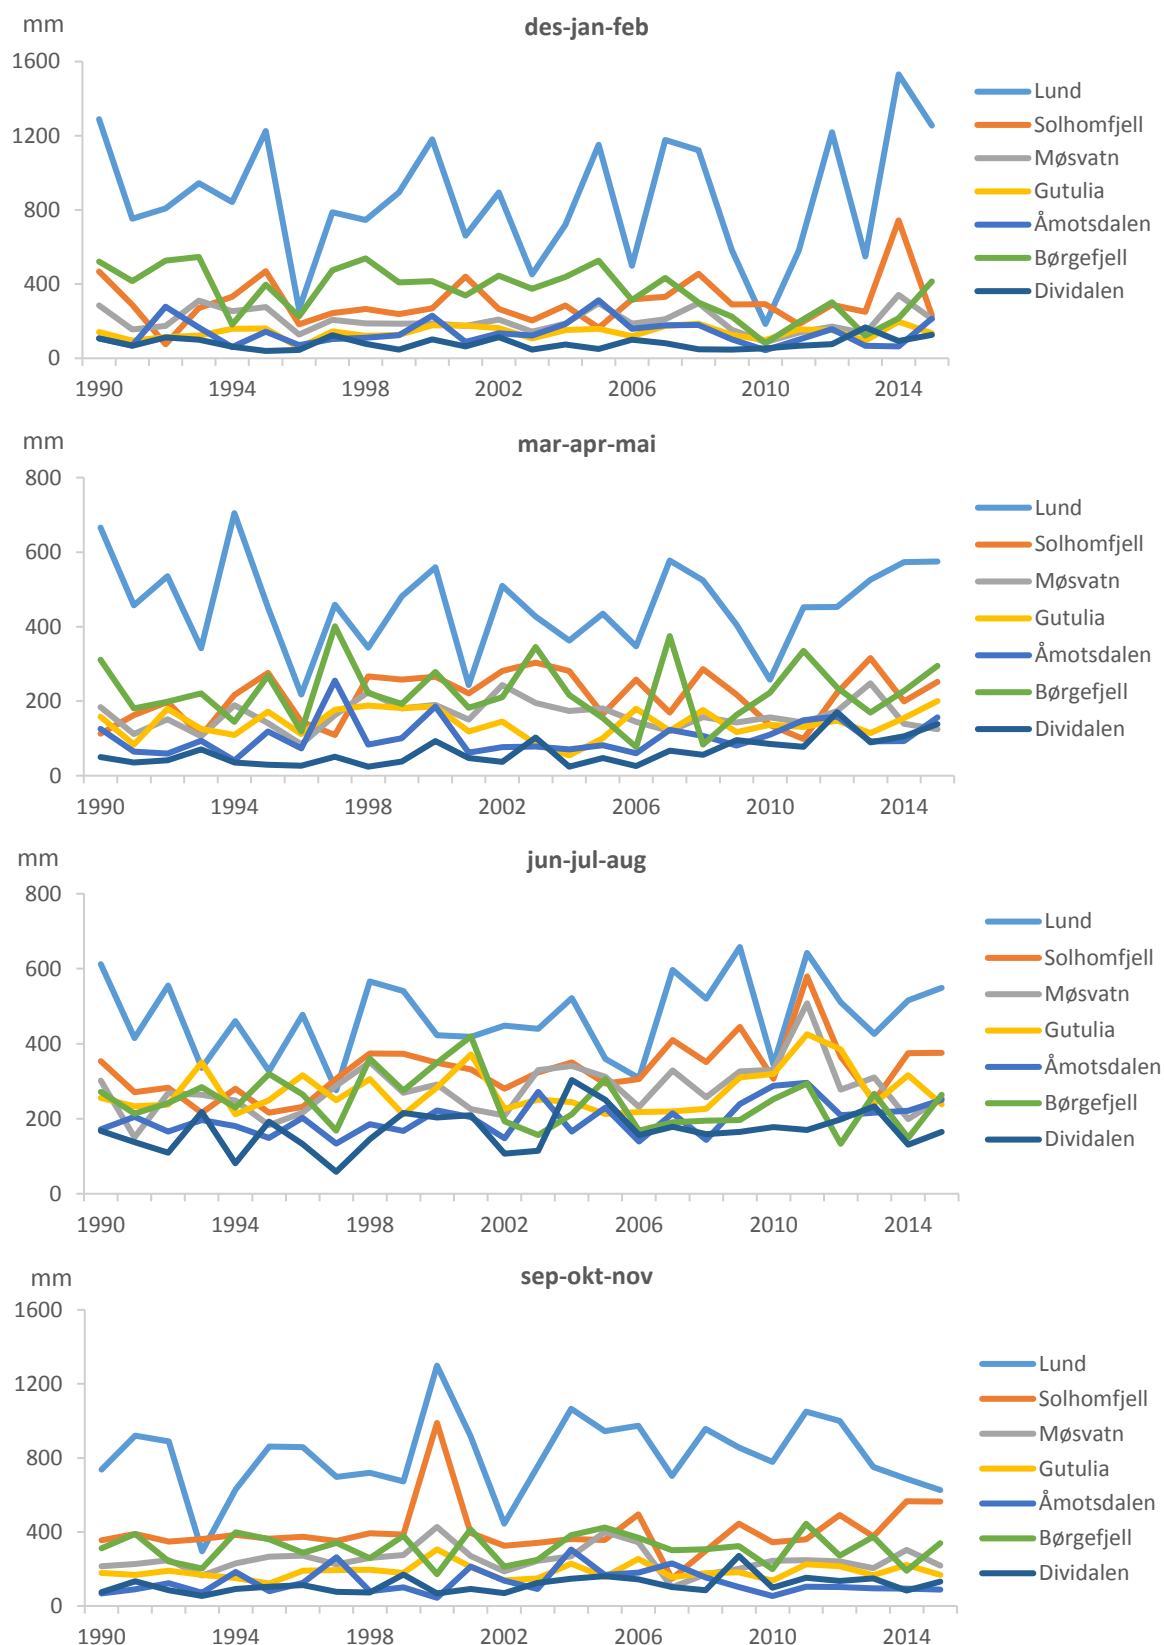 mm
des-jan-feb
1600
1200
800
400
0
1990 1994 1998 2002 2006 2010 2014
Lund
Solhomfjell
Møsvatn
Gutulia
Åmotsdalen
Børgefjell
Dividalen
mm
mar-apr-mai
800
600
400
200
0
1990 1994 1998 2002 2006 2010 2014
Lund
Solhomfjell
Møsvatn
Gutulia
Åmotsdalen
Børgefjell
Dividalen
mm
jun-jul-aug
800
600
400
200
0
1990 1994 1998 2002 2006 2010 2014
Lund
Solhomfjell
Møsvatn
Gutulia
Åmotsdalen
Børgefjell
Dividalen
mm
sep-okt-nov
1600
1200
800
400
0
1990 1994 1998 2002 2006 2010 2014
Lund
Solhomfjell
Møsvatn
Gutulia
Åmotsdalen
Børgefjell
Dividalen